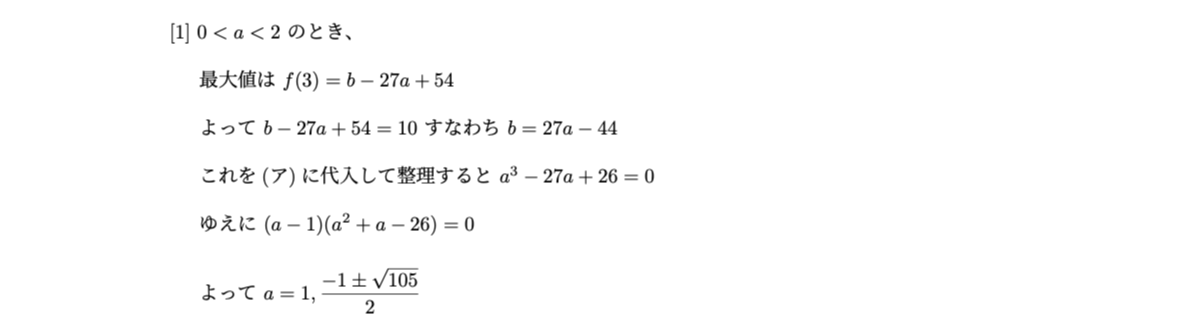 [1] 0 < a < 2 のとき、
最大値は f(3) = b − 27a + 54
よって b − 27a + 54 = 10 すなわち b = 27a − 44
これを (ア) に代入して整理すると a³ − 27a + 26 = 0
ゆえに (a − 1)(a² + a − 26) = 0
よって a = 1, (−1 ± √105)/2